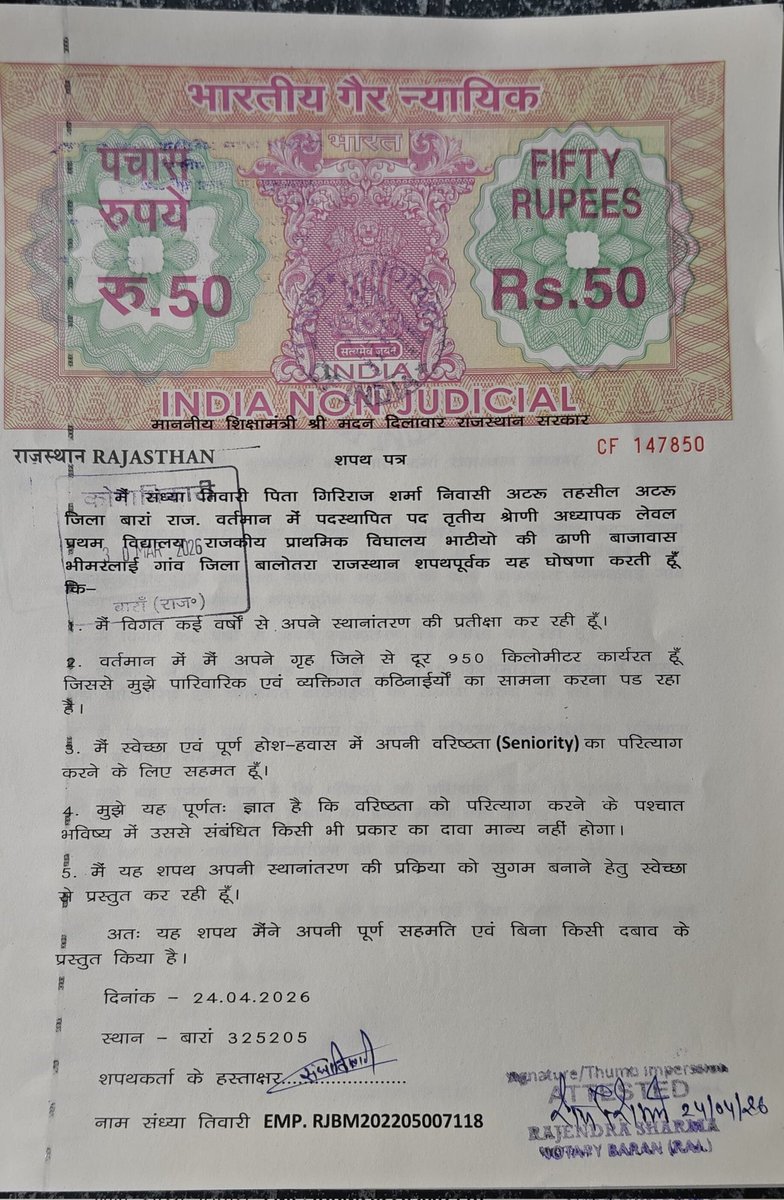 भारतीय गैर न्यायिक
भारत
पचास
रुपये
रु.50
FIFTY
RUPEES
Rs.50
सत्यमेव जयते
INDIA
INDIA NON JUDICIAL
माननीय शिक्षामंत्री श्री मदन दिलावार राजस्थान सरकार
राजस्थान RAJASTHAN
CF 147850
शपथ पत्र
मैं संध्या तिवारी पिता गिरिराज शर्मा निवासी अटरू तहसील अटरू
जिला बारां राज. वर्तमान में पदस्थापित पद तृतीय श्रेाणी अध्यापक लेवल
प्रथम विद्यालय राजकीय प्राथमिक विघालय भाटीयो की ढाणी बाजावास
भीमरलाई गांव जिला बालोतरा राजस्थान शपथपूर्वक यह घोषणा करती हूँ
कि–
MAR 2026
बाराँ (राज॰)
1. मैं विगत कई वर्षों से अपने स्थानांतरण की प्रतीक्षा कर रही हूँ।
2. वर्तमान में मैं अपने गृह जिले से दूर 950 किलोमीटर कार्यरत हूँ
जिससे मुझे पारिवारिक एवं व्यक्तिगत कठिनाईर्यो का सामना करना पड रहा
है।
3. मैं स्वेच्छा एवं पूर्ण होश–हवास में अपनी वरिष्ठता (Seniority) का परित्याग
करने के लिए सहमत हूँ।
4. मुझे यह पूर्णतः ज्ञात है कि वरिष्ठता को परित्याग करने के पश्चात
भविष्य में उससे संबंधित किसी भी प्रकार का दावा मान्य नहीं होगा।
5. मैं यह शपथ अपनी स्थानांतरण की प्रक्रिया को सुगम बनाने हेतु स्वेच्छा
से प्रस्तुत कर रही हूँ।
अतः यह शपथ मैंने अपनी पूर्ण सहमति एवं बिना किसी दबाव के
प्रस्तुत किया है।
दिनांक – 24.04.2026
स्थान – बारां 325205
शपथकर्ता के हस्ताक्षर......................
नाम संध्या तिवारी EMP. RJBM202205007118
Signature/Thumb Impression
ATTESTED
24/04/26
RAJENDRA SHARMA
NOTARY BARAN (RAJ.)